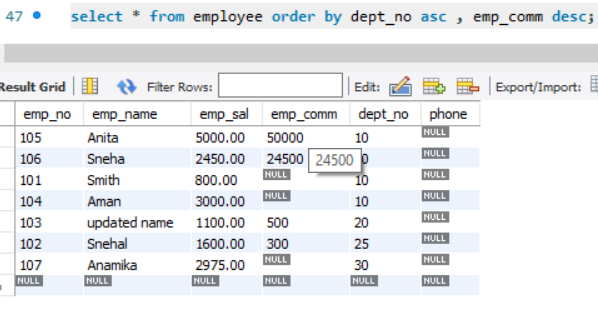 47 select * from employee order by dept_no asc , emp_comm desc;
Result Grid Filter Rows: Edit: Export/Import:
emp_no emp_name emp_sal emp_comm dept_no phone
105 Anita 5000.00 50000 10 NULL
106 Sneha 2450.00 24500 24500 0 NULL
101 Smith 800.00 NULL 10 NULL
104 Aman 3000.00 NULL 10 NULL
103 updated name 1100.00 500 20 NULL
102 Snehal 1600.00 300 25 NULL
107 Anamika 2975.00 NULL 30 NULL
NULL NULL NULL NULL NULL NULL